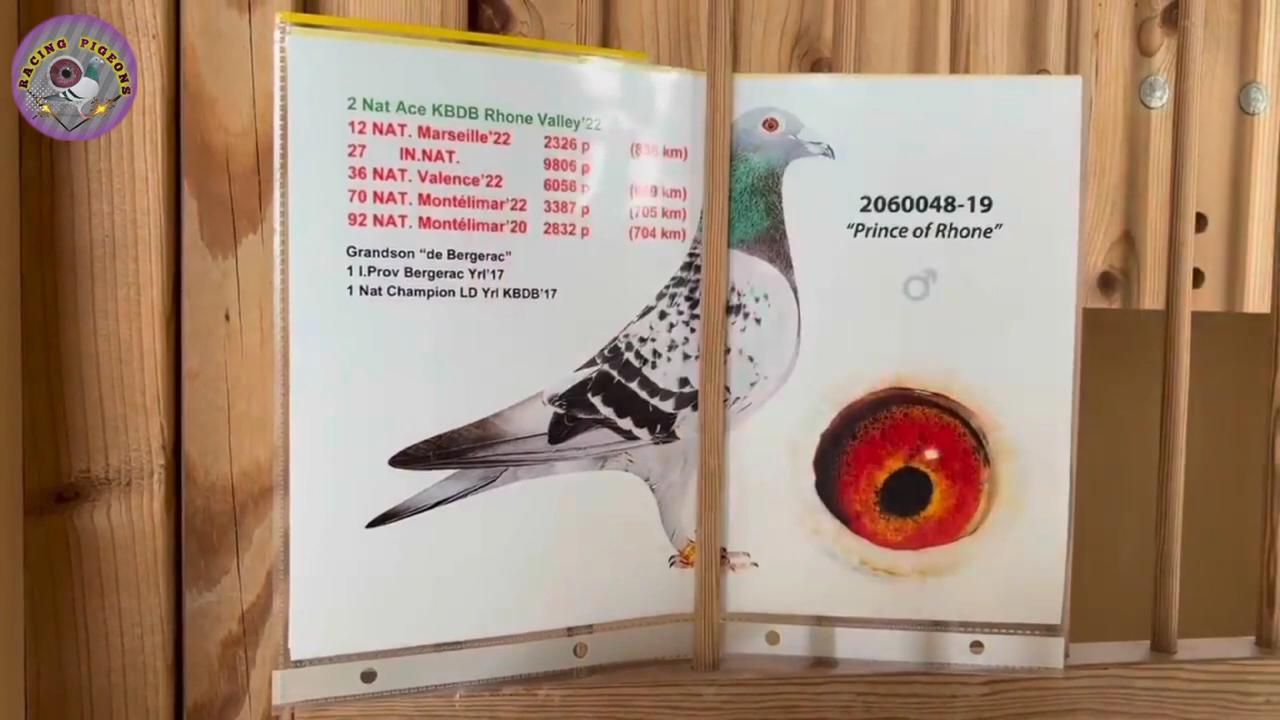 RACING PIGEONS
2 Nat Ace KBDB Rhone Valley'22
12 NAT. Marseille'22 2326 p
27 IN.NAT. 9806 p
36 NAT. Valence'22 6056 p km)
70 NAT. Montélimar'22 3387 p (705 km)
92 NAT. Montélimar'20 2832 p (704 km)
Grandson "de Bergerac"
1 I.Prov Bergerac Yrl'17
1 Nat Champion LD Yrl KBDB'17
2060048-19
"Prince of Rhone"
♂